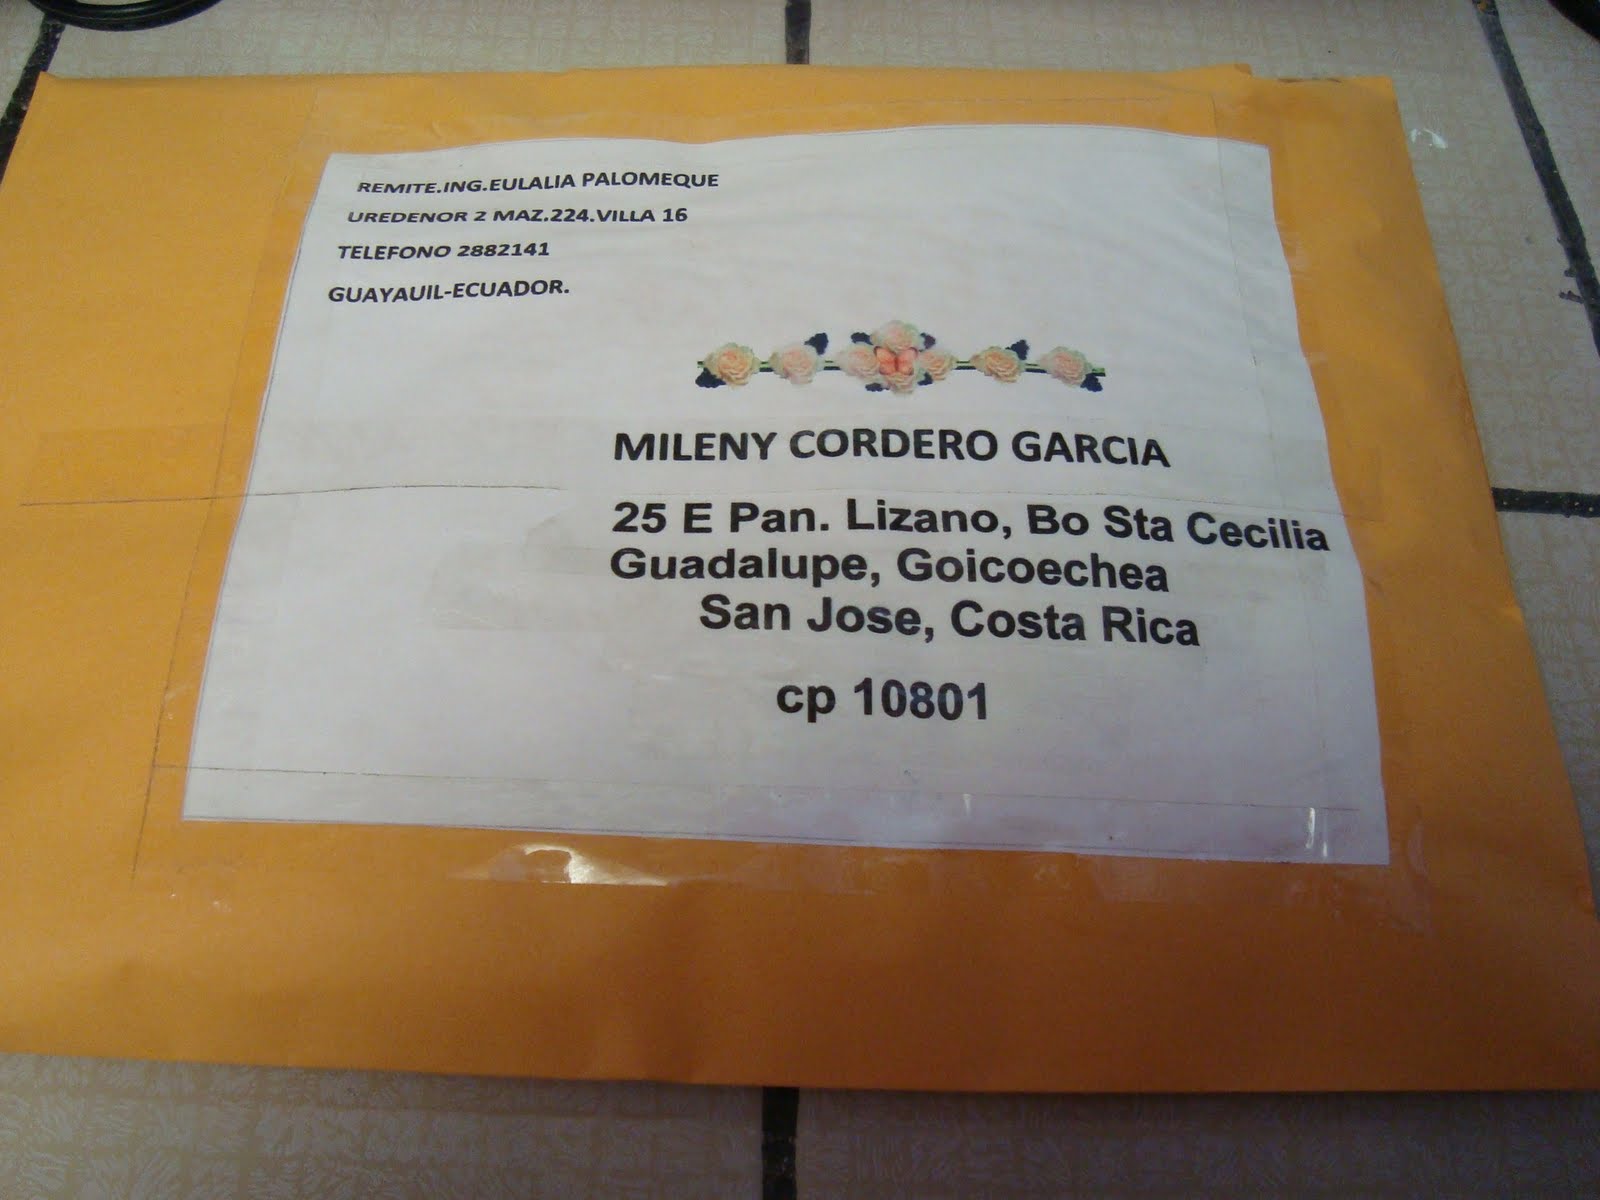 REMITE.ING.EULALIA PALOMEQUE
UREDENOR 2 MAZ.224.VILLA 16
TELEFONO 2882141
GUAYAUIL-ECUADOR.
MILENY CORDERO GARCIA
25 E Pan. Lizano, Bo Sta Cecilia
Guadalupe, Goicoechea
San Jose, Costa Rica
cp 10801